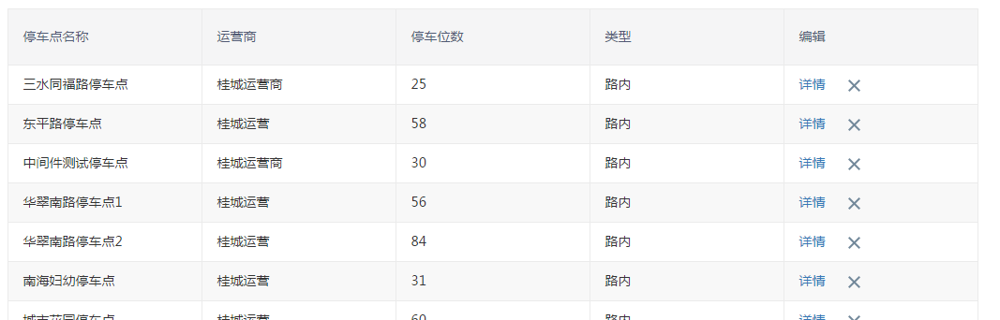 停车点名称 运营商 停车位数 类型 编辑
三水同福路停车点 桂城运营商 25 路内 详情
东平路停车点 桂城运营 58 路内 详情
中间件测试停车点 桂城运营商 30 路内 详情
华翠南路停车点1 桂城运营 56 路内 详情
华翠南路停车点2 桂城运营 84 路内 详情
南海妇幼停车点 桂城运营 31 路内 详情
城市花园停车点 桂城运营 60 路内 详情